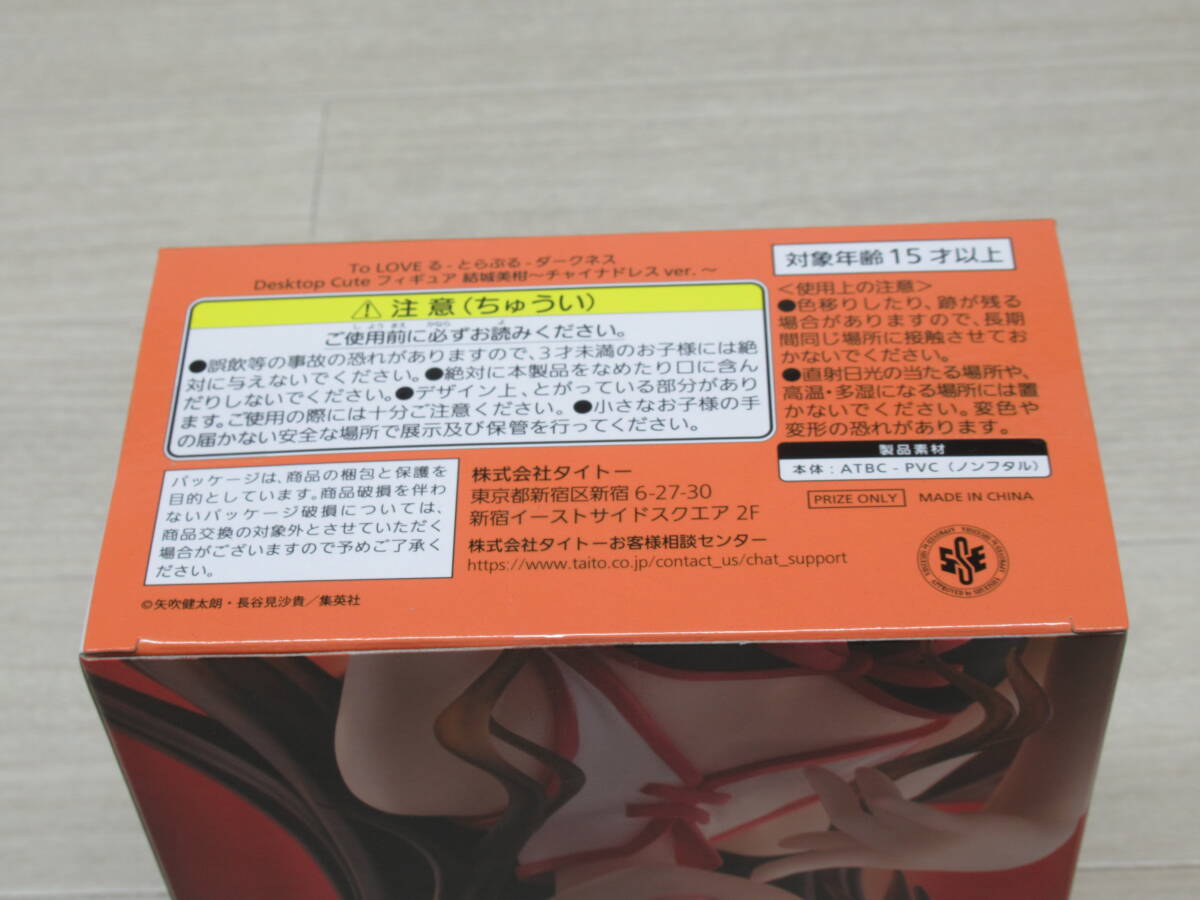 To LOVE る - とらぶる - ダークネス
Desktop Cute フィギュア 結城美柑～チャイナドレス ver. ～
注 意 (ちゅうい)
ご使用前に必ずお読みください。
●誤飲等の事故の恐れがありますので、3才未満のお子様には絶
対に与えないでください。●絶対に本製品をなめたり口に含ん
だりしないでください。●デザイン上、とがっている部分があり
ます。ご使用の際には十分ご注意ください。 ●小さなお子様の手
の届かない安全な場所で展示及び保管を行ってください。
対象年齢 15 才以上
＜使用上の注意＞
●色移りしたり、跡が残る
場合がありますので、長期
間同じ場所に接触させてお
かないでください。
●直射日光の当たる場所や、
高温・多湿になる場所には置
かないでください。変色や
変形の恐れがあります。
製品素材
本体 : ATBC - PVC (ノンフタル)
PRIZE ONLY MADE IN CHINA
パッケージは、商品の梱包と保護を
目的としています。商品破損を伴わ
ないパッケージ破損については、
商品交換の対象外とさせていただく
場合がございますので予めご了承く
ださい。
株式会社タイトー
東京都新宿区新宿 6-27-30
新宿イーストサイドスクエア 2F
株式会社タイトーお客様相談センター
https://www.taito.co.jp/contact_us/chat_support
©矢吹健太朗・長谷見沙貴／集英社